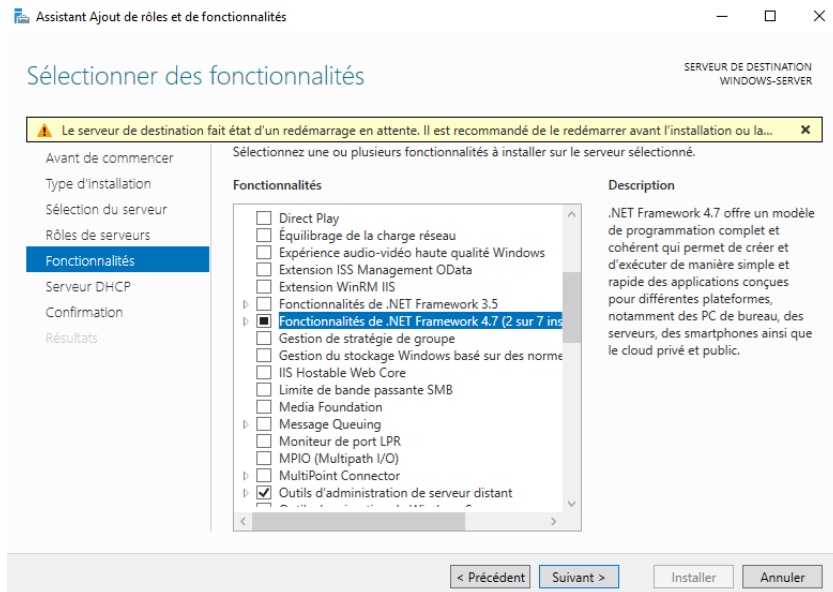 Assistant Ajout de rôles et de fonctionnalités
Sélectionner des fonctionnalités
SERVEUR DE DESTINATION
WINDOWS-SERVER
Le serveur de destination fait état d'un redémarrage en attente. Il est recommandé de le redémarrer avant l'installation ou la...
Avant de commencer
Type d'installation
Sélection du serveur
Rôles de serveurs
Fonctionnalités
Serveur DHCP
Confirmation
Résultats
Sélectionnez une ou plusieurs fonctionnalités à installer sur le serveur sélectionné.
Fonctionnalités
Direct Play
Équilibrage de la charge réseau
Expérience audio-vidéo haute qualité Windows
Extension ISS Management OData
Extension WinRM IIS
Fonctionnalités de .NET Framework 3.5
Fonctionnalités de .NET Framework 4.7 (2 sur 7 ins
Gestion de stratégie de groupe
Gestion du stockage Windows basé sur des norme
IIS Hostable Web Core
Limite de bande passante SMB
Media Foundation
Message Queuing
Moniteur de port LPR
MPIO (Multipath I/O)
MultiPoint Connector
Outils d'administration de serveur distant
Description
.NET Framework 4.7 offre un modèle
de programmation complet et
cohérent qui permet de créer et
d'exécuter de manière simple et
rapide des applications conçues
pour différentes plateformes,
notamment des PC de bureau, des
serveurs, des smartphones ainsi que
le cloud privé et public.
< Précédent
Suivant >
Installer
Annuler